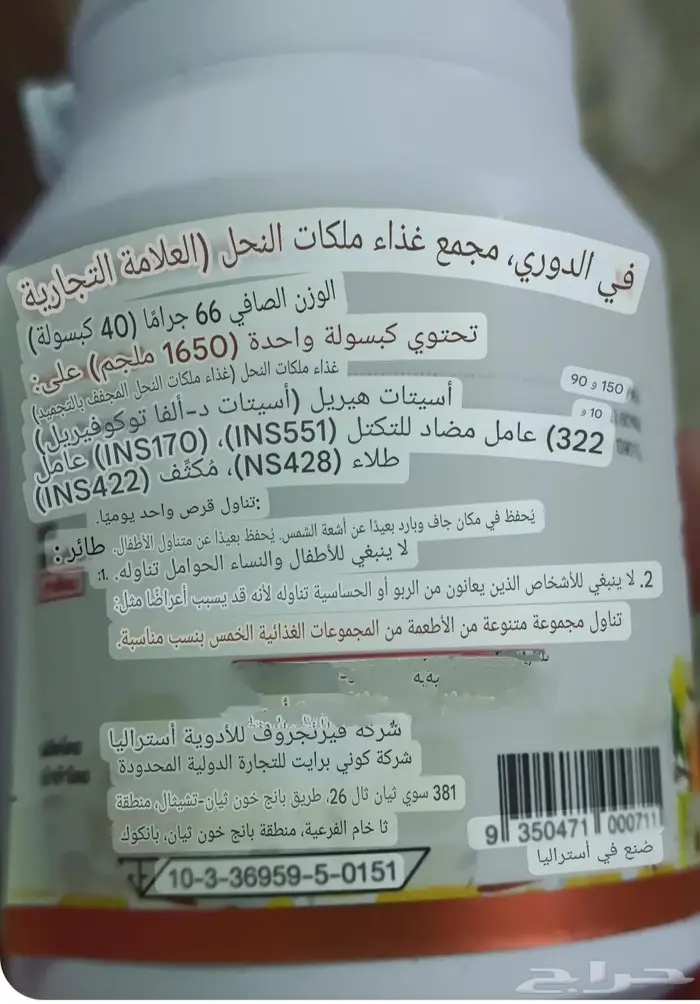 في الدوري، مجمع غذاء ملكات النحل (العلامة التجارية
الوزن الصافي 66 جرامًا (40 كبسولة)
تحتوي كبسولة واحدة (1650 ملجم) على:
غذاء ملكات النحل (غذاء ملكات النحل المجفف بالتجميد)
150 و 90
أسيتات هيريل (أسيتات د-ألفا توكوفيريل)
10 و
322) عامل مضاد للتكتل (INS551)، (INS170) عامل
طلاء (NS428)، مُكثِّف (INS422)
:تناول قرص واحد يوميًا.
يُحفظ في مكان جاف وبارد بعيدًا عن أشعة الشمس. يُحفظ بعيدًا عن متناول الأطفال.
طائر:
لا ينبغي للأطفال والنساء الحوامل تناوله. .1:
2. لا ينبغي للأشخاص الذين يعانون من الربو أو الحساسية تناوله لأنه قد يسبب أعراضًا مثل:
تناول مجموعة متنوعة من الأطعمة من المجموعات الغذائية الخمس بنسب مناسبة.
شركة فيزنجروف للأدوية أستراليا
شركة كوني برايت للتجارة الدولية المحدودة
381 سوي ثيان ثال 26، طريق بانج خون ثيان-تشيتال، منطقة
ثا خام الفرعية، منطقة بانج خون ثيان، بانكوك
9 350471 000711
صنع في أستراليا
10-3-36959-5-0151
حراج